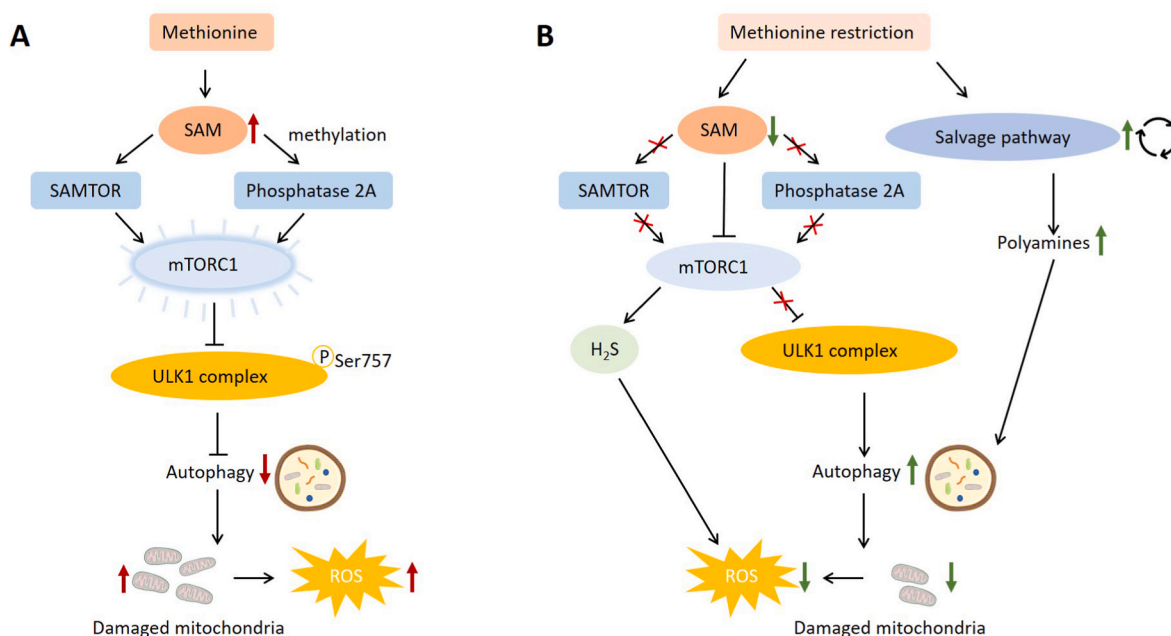 A
Methionine
SAM
methylation
SAMTOR
Phosphatase 2A
mTORC1
P
Ser757
ULK1 complex
Autophagy
ROS
Damaged mitochondria
B
Methionine restriction
SAM
Salvage pathway
SAMTOR
Phosphatase 2A
Polyamines
mTORC1
H₂S
ULK1 complex
Autophagy
ROS
Damaged mitochondria